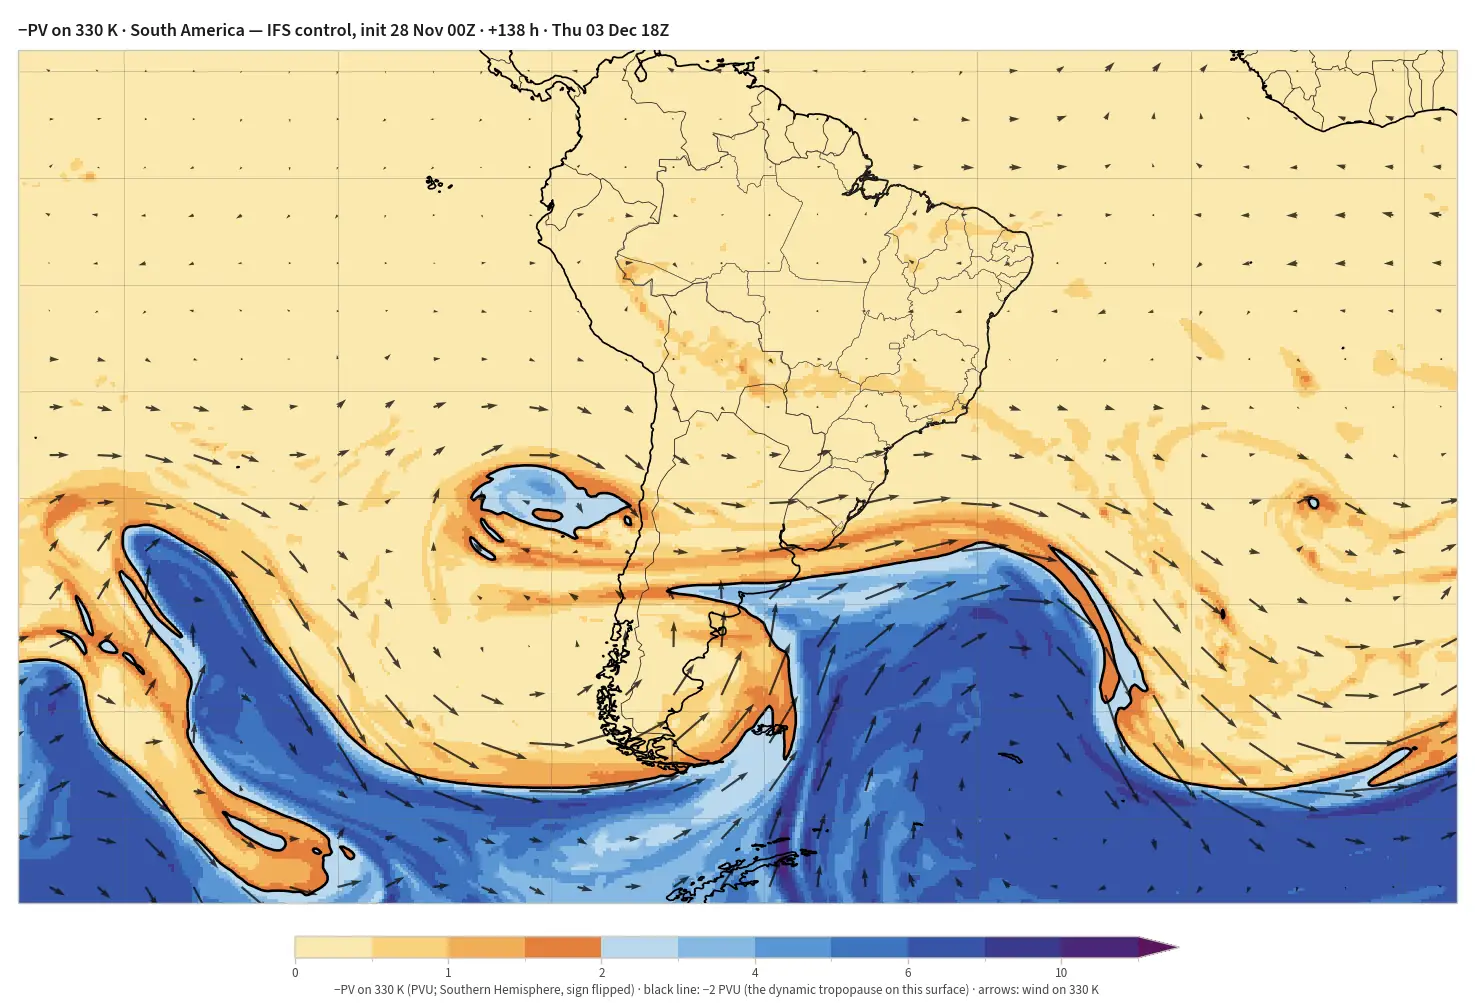 −PV on 330 K · South America — IFS control, init 28 Nov 00Z · +138 h · Thu 03 Dec 18Z
0 1 2 4 6 10
−PV on 330 K (PVU; Southern Hemisphere, sign flipped) · black line: −2 PVU (the dynamic tropopause on this surface) · arrows: wind on 330 K